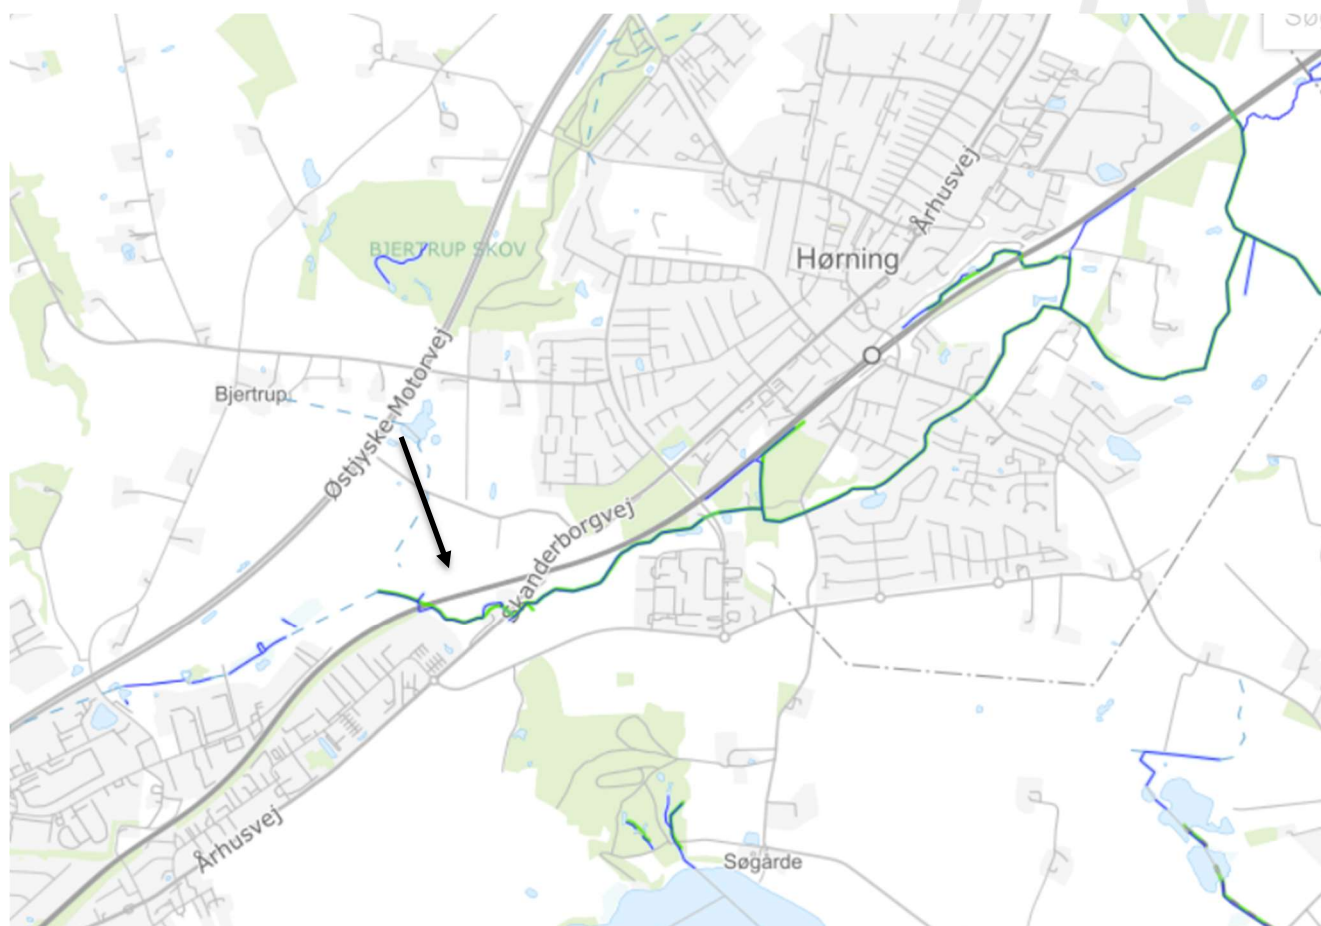 BJERTRUP SKOV
Århusvej
Hørning
Bjertrup
Østjyske Motorvej
Skanderborgvej
Århusvej
Søgårde